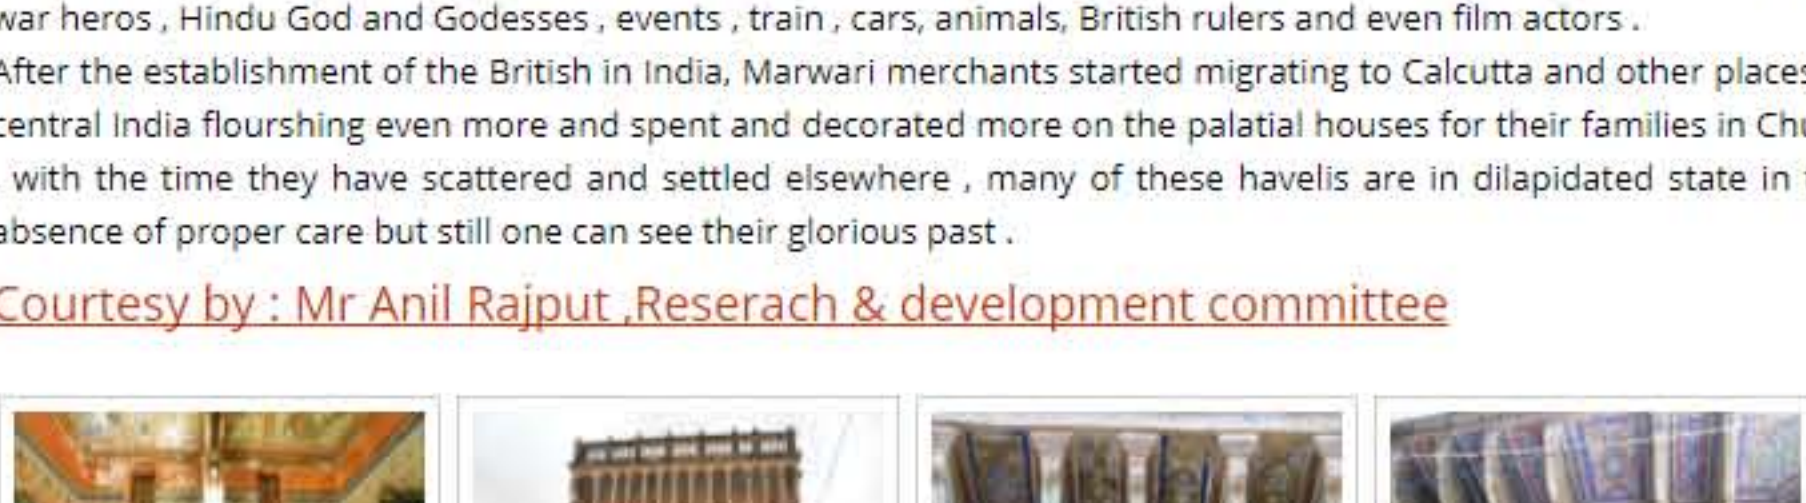 war heros , Hindu God and Godesses , events , train , cars, animals, British rulers and even film actors .
After the establishment of the British in India, Marwari merchants started migrating to Calcutta and other places
central India flourshing even more and spent and decorated more on the palatial houses for their families in
with the time they have scattered and settled elsewhere , many of these havelis are in dilapidated state in
absence of proper care but still one can see their glorious past .
Courtesy by : Mr Anil Rajput ,Reserach & development committee